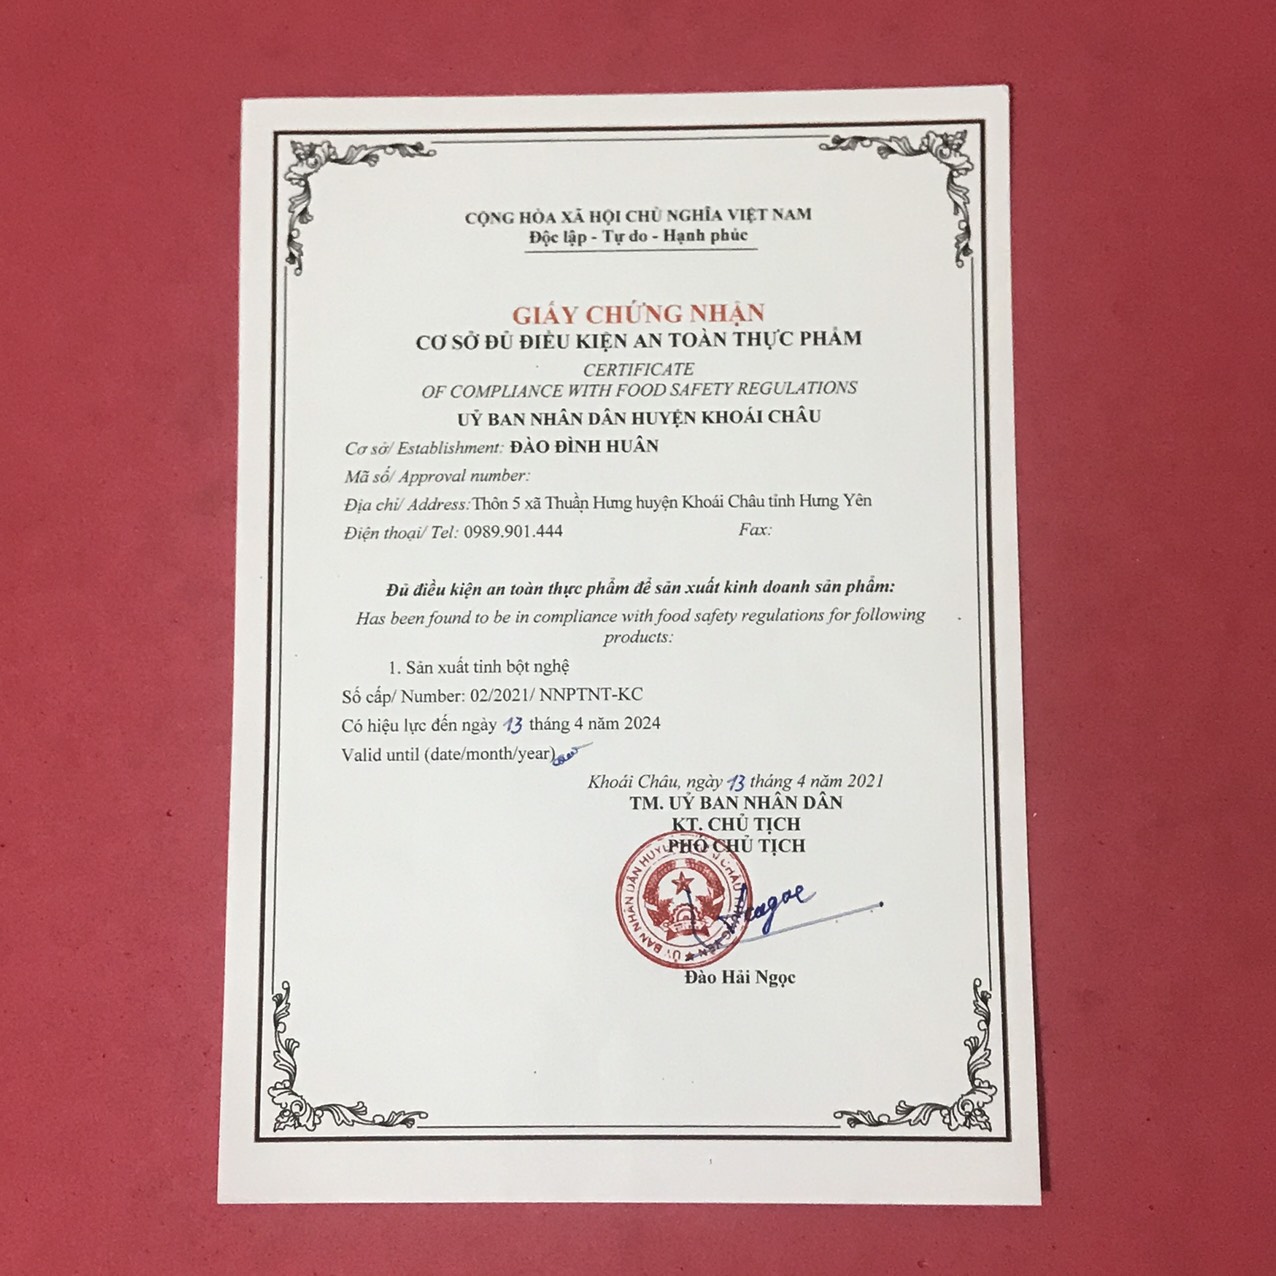 CỘNG HÒA XÃ HỘI CHỦ NGHĨA VIỆT NAM
Độc lập - Tự do - Hạnh phúc
GIẤY CHỨNG NHẬN
CƠ SỞ ĐỦ ĐIỀU KIỆN AN TOÀN THỰC PHẨM
CERTIFICATE
OF COMPLIANCE WITH FOOD SAFETY REGULATIONS
UỶ BAN NHÂN DÂN HUYỆN KHOÁI CHÂU
Cơ sở/ Establishment: ĐÀO ĐÌNH HUÂN
Mã số/ Approval number:
Địa chỉ/ Address: Thôn 5 xã Thuần Hưng huyện Khoái Châu tỉnh Hưng Yên
Điện thoại/ Tel: 0989.901.444 Fax:
Đủ điều kiện an toàn thực phẩm để sản xuất kinh doanh sản phẩm:
Has been found to be in compliance with food safety regulations for following
products:
1. Sản xuất tinh bột nghệ
Số cấp/ Number: 02/2021/ NNPTNT-KC
Có hiệu lực đến ngày 13 tháng 4 năm 2024
Valid until (date/month/year)
Khoái Châu, ngày 13 tháng 4 năm 2021
TM. UỶ BAN NHÂN DÂN
KT. CHỦ TỊCH
PHÓ CHỦ TỊCH
Đào Hải Ngọc